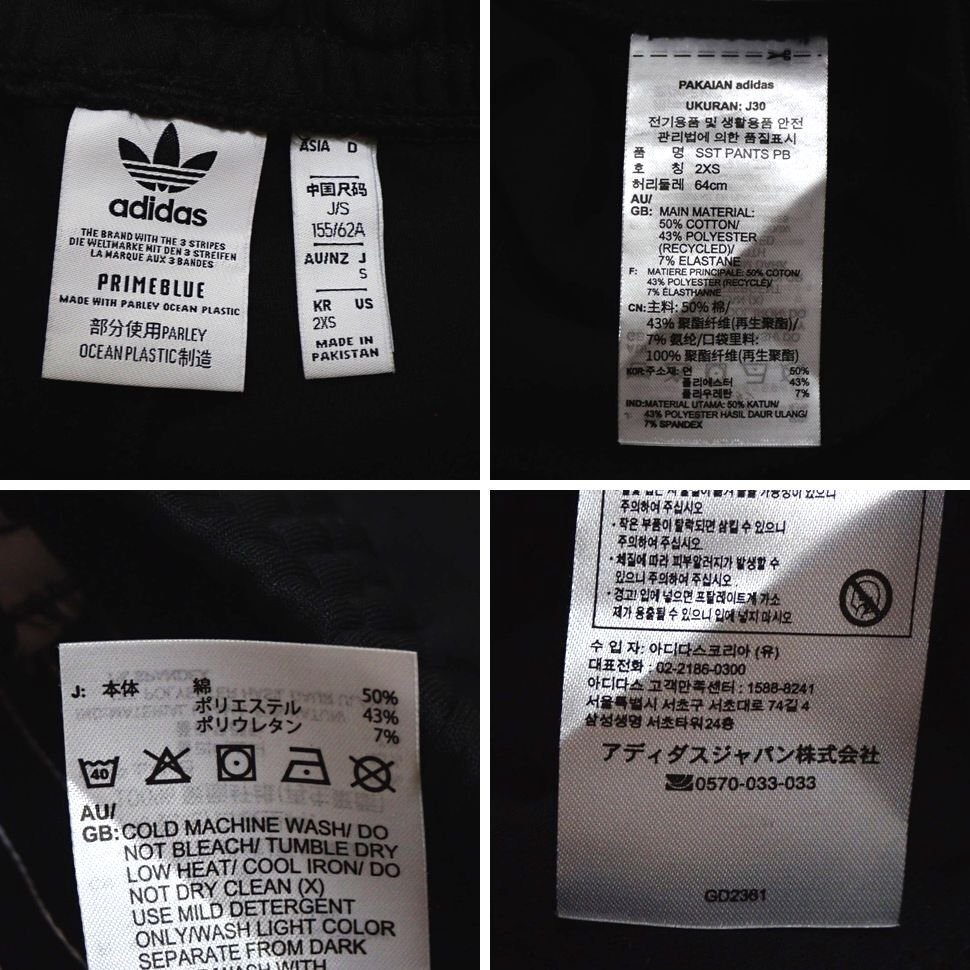 adidas
THE BRAND WITH THE 3 STRIPES
DIE WELTMARKE MIT DEN 3 STREIFEN
LA MARQUE AUX 3 BANDES
PRIMEBLUE
MADE WITH PARLEY OCEAN PLASTIC
部分使用PARLEY
OCEAN PLASTIC制造
ASIA D
中国尺码
J/S
155/62A
AU/NZ J
S
KR US
2XS
MADE IN
PAKISTAN
PAKAIAN adidas
UKURAN: J30
전기용품 및 생활용품 안전
관리법에 의한 품질표시
품 명 SST PANTS PB
호 칭 2XS
허리둘레 64cm
AU/
GB: MAIN MATERIAL:
50% COTTON/
43% POLYESTER
(RECYCLED)/
7% ELASTANE
F: MATIERE PRINCIPALE: 50% COTON/
43% POLYESTER (RECYCLE)/
7% ÉLASTHANNE
CN: 主料: 50% 棉/
43% 聚酯纤维(再生聚酯)/
7% 氨纶/口袋里料:
100% 聚酯纤维(再生聚酯)
KOR: 주소재: 면 50%
폴리에스터 43%
폴리우레탄 7%
IND: MATERIAL UTAMA: 50% KATUN/
43% POLYESTER HASIL DAUR ULANG/
7% SPANDEX
J: 本体 綿 50%
ポリエステル 43%
ポリウレタン 7%
40
AU/
GB: COLD MACHINE WASH/ DO
NOT BLEACH/ TUMBLE DRY
LOW HEAT/ COOL IRON/ DO
NOT DRY CLEAN (X)
USE MILD DETERGENT
ONLY/WASH LIGHT COLOR
SEPARATE FROM DARK
WASH WITH
주의하여 주십시오
· 작은 부품이 탈락되면 삼킬 수 있으니
주의하여 주십시오
· 체질에 따라 피부알러지가 발생할 수
있으니 주의하여 주십시오
· 경고! 입에 넣으면 프탈레이트계 가소
제가 용출될 수 있으니 입에 넣지 마시오
수 입 자: 아디다스코리아 (유)
대표전화 : 02-2186-0300
아디다스 고객만족센터 : 1588-8241
서울특별시 서초구 서초대로 74길 4
삼성생명 서초타워 24층
アディダスジャパン株式会社
0570-033-033
GD2361